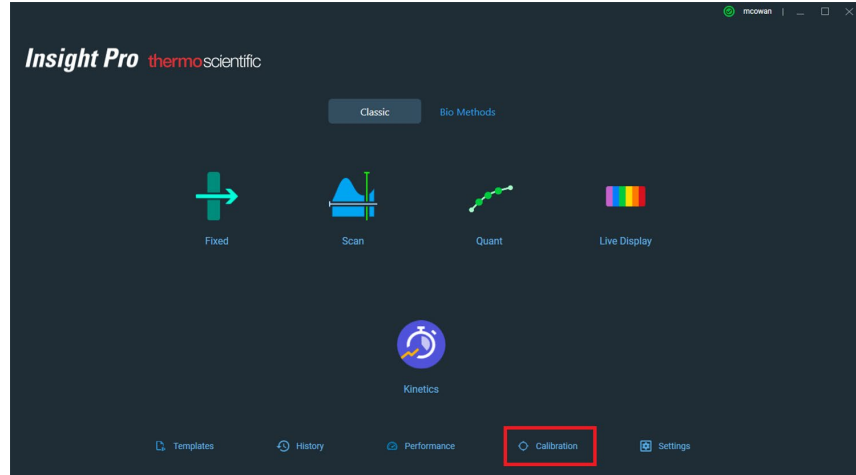 mcowan
Insight Pro thermoscientific
Classic
Bio Methods
Fixed
Scan
Quant
Live Display
Kinetics
Templates
History
Performance
Calibration
Settings